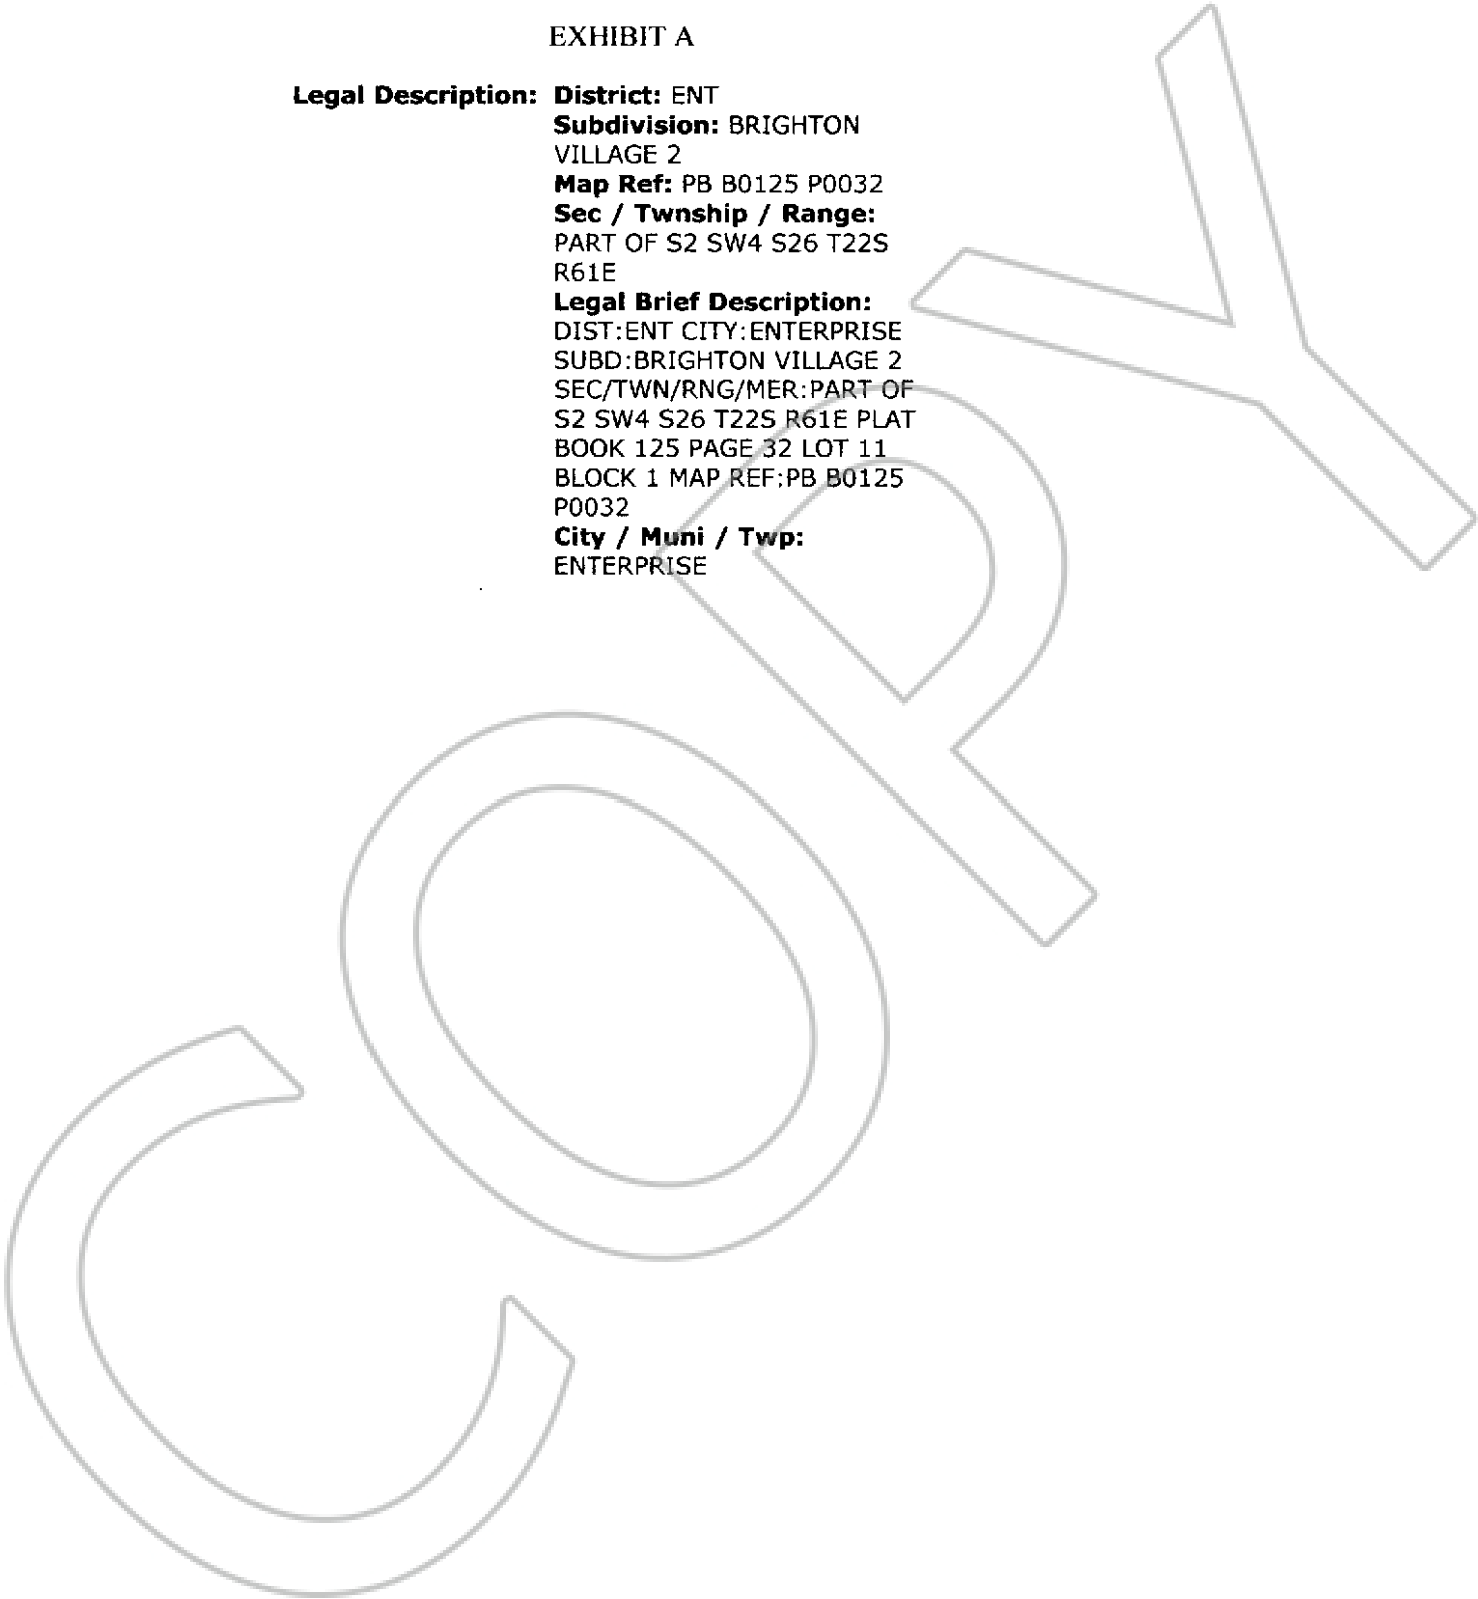 EXHIBIT A
Legal Description: District: ENT
Subdivision: BRIGHTON
VILLAGE 2
Map Ref: PB B0125 P0032
Sec / Twnship / Range:
PART OF S2 SW4 S26 T22S
R61E
Legal Brief Description:
DIST:ENT CITY:ENTERPRISE
SUBD:BRIGHTON VILLAGE 2
SEC/TWN/RNG/MER:PART OF
S2 SW4 S26 T22S R61E PLAT
BOOK 125 PAGE 32 LOT 11
BLOCK 1 MAP REF:PB B0125
P0032
City / Muni / Twp:
ENTERPRISE
COPY